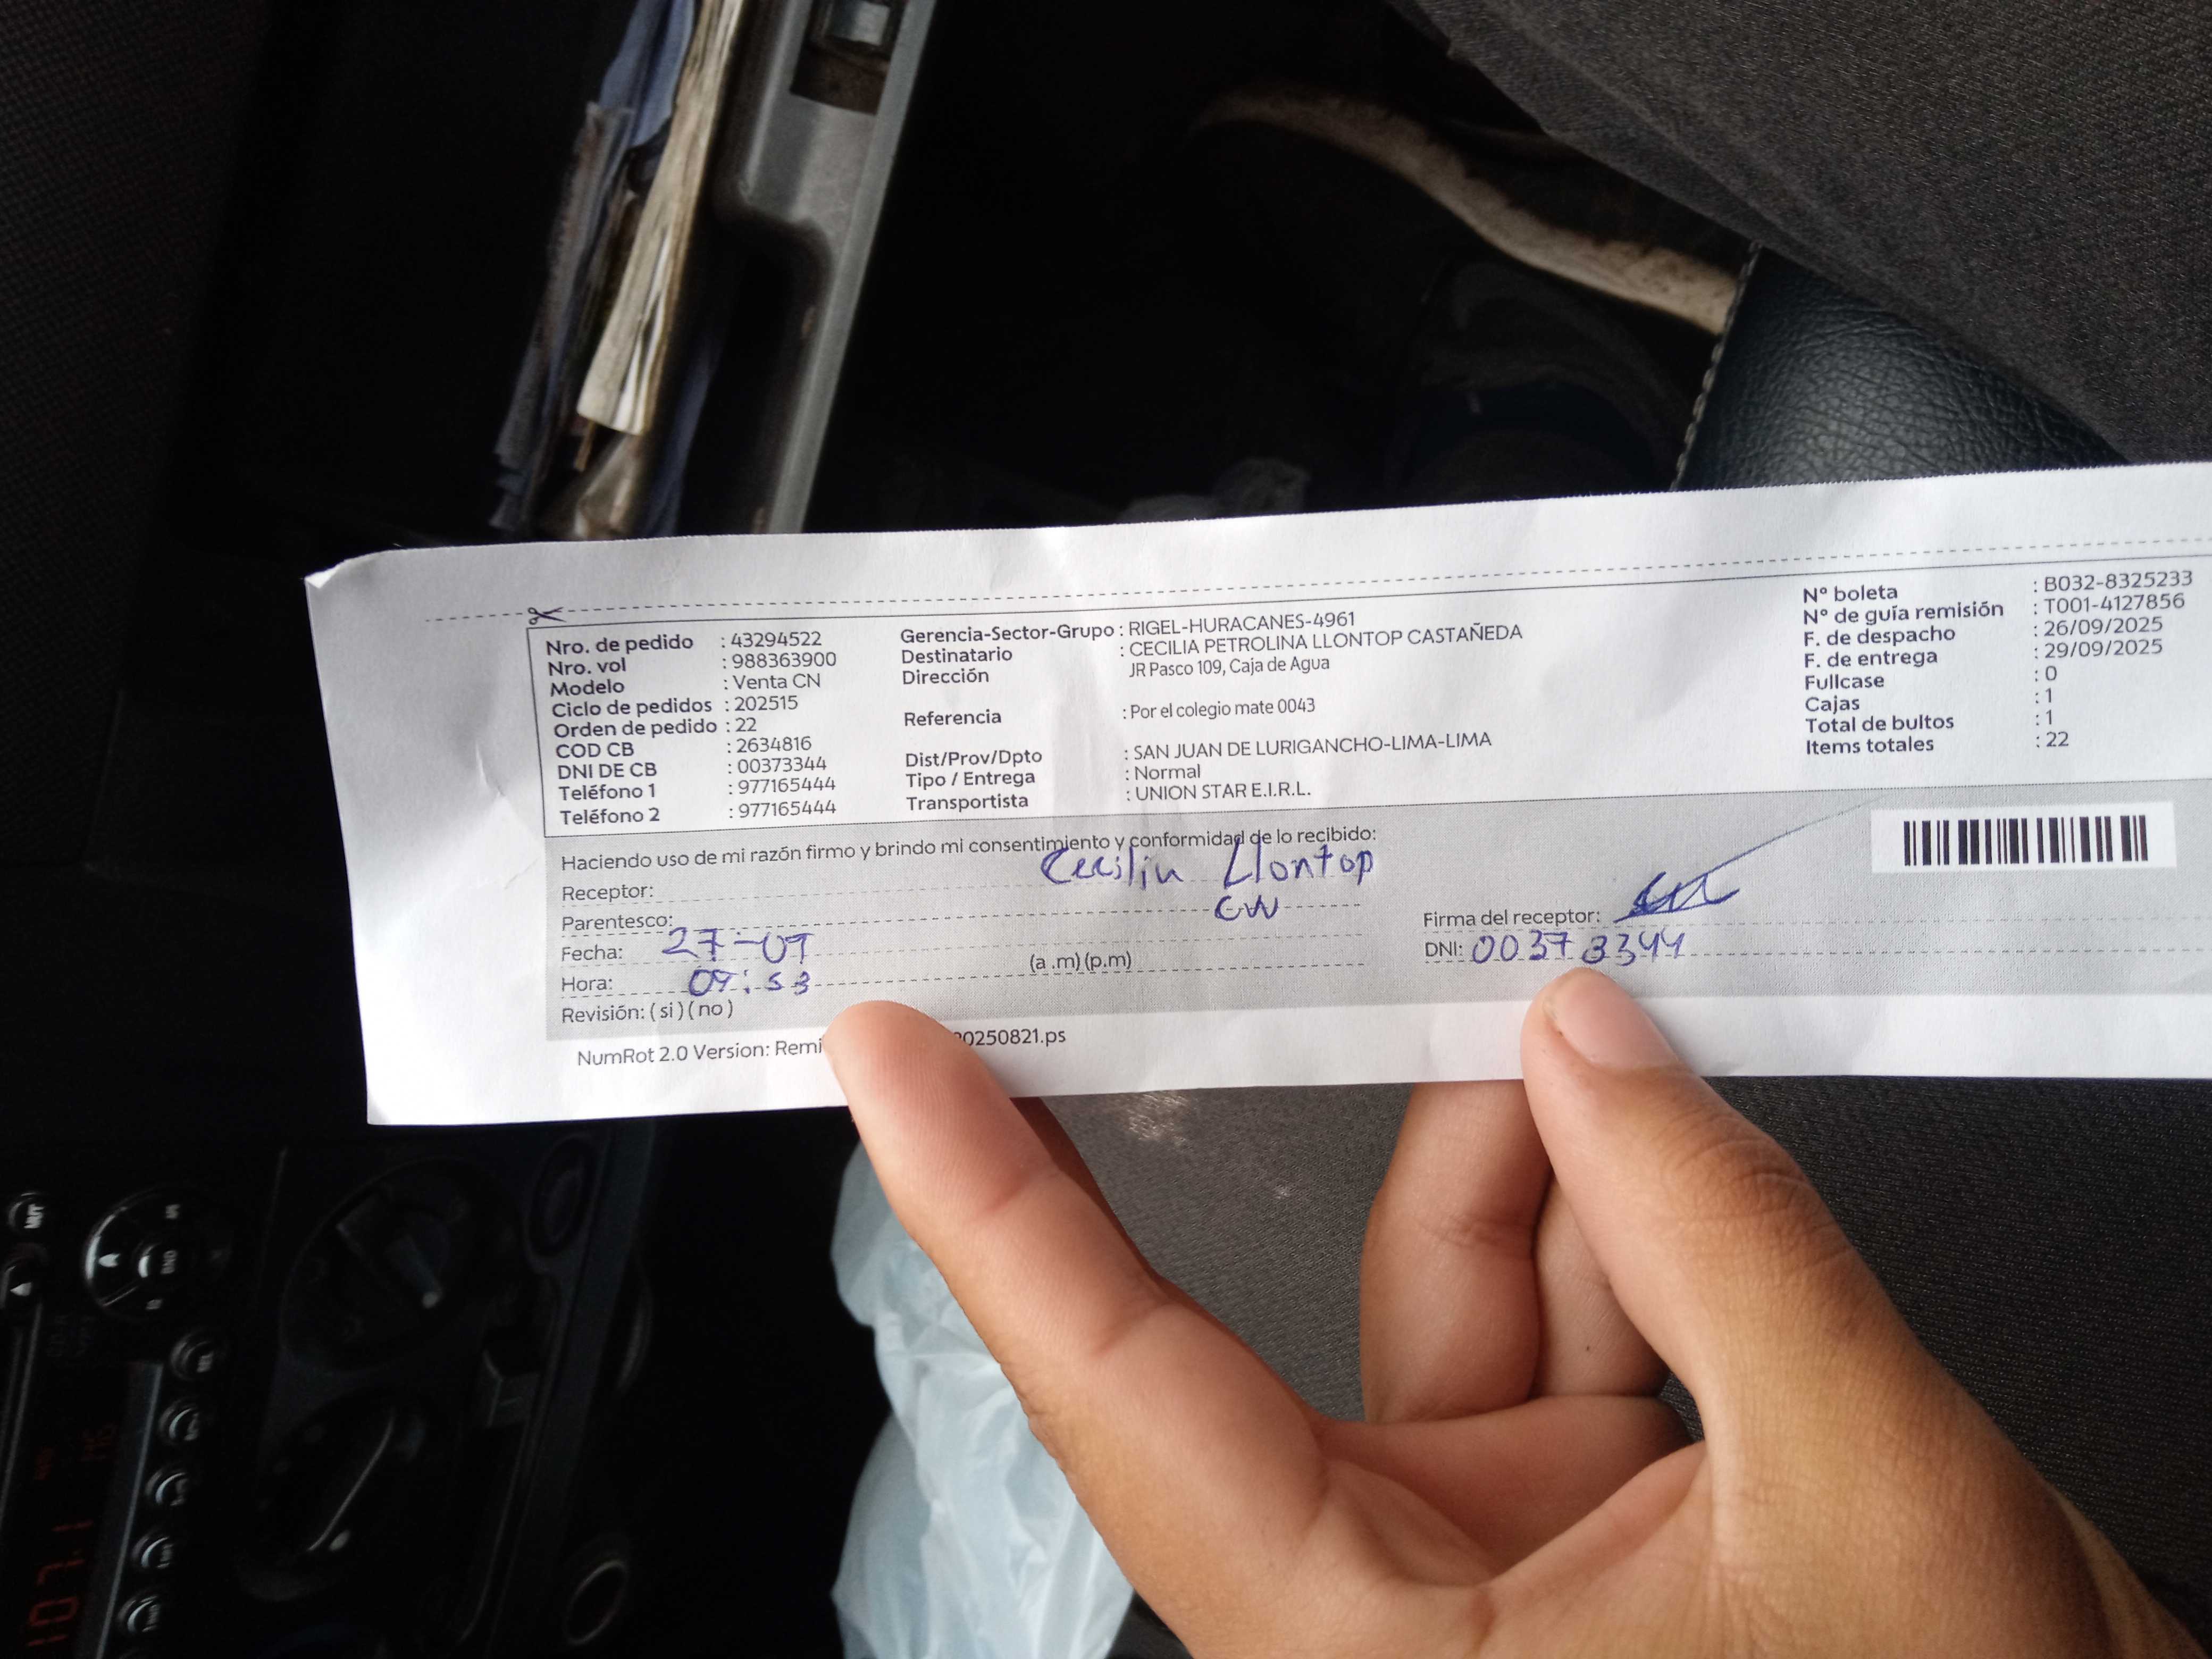 Nro. de pedido : 43294522
Nro. vol : 988363900
Modelo : Venta CN
Ciclo de pedidos : 202515
Orden de pedido : 22
COD CB : 2634816
DNI DE CB : 00373344
Teléfono 1 : 977165444
Teléfono 2 : 977165444
Gerencia-Sector-Grupo : RIGEL-HURACANES-4961
Destinatario : CECILIA PETROLINA LLONTOP CASTAÑEDA
Dirección JR Pasco 109, Caja de Agua
Referencia : Por el colegio mate 0043
Dist/Prov/Dpto : SAN JUAN DE LURIGANCHO-LIMA-LIMA
Tipo / Entrega : Normal
Transportista : UNION STAR E.I.R.L.
N° boleta : B032-8325233
N° de guía remisión : T001-4127856
F. de despacho : 26/09/2025
F. de entrega : 29/09/2025
Fullcase : 0
Cajas : 1
Total de bultos : 1
Items totales : 22
Haciendo uso de mi razón firmo y brindo mi consentimiento y conformidad de lo recibido:
Receptor: Cecilia Llontop
Parentesco:
Fecha: 27-09
Hora: 09:53 (a .m) (p.m)
Revisión: ( si ) ( no )
Firma del receptor:
DNI: 00373344
NumRot 2.0 Version: Remi 0250821.ps
107.1